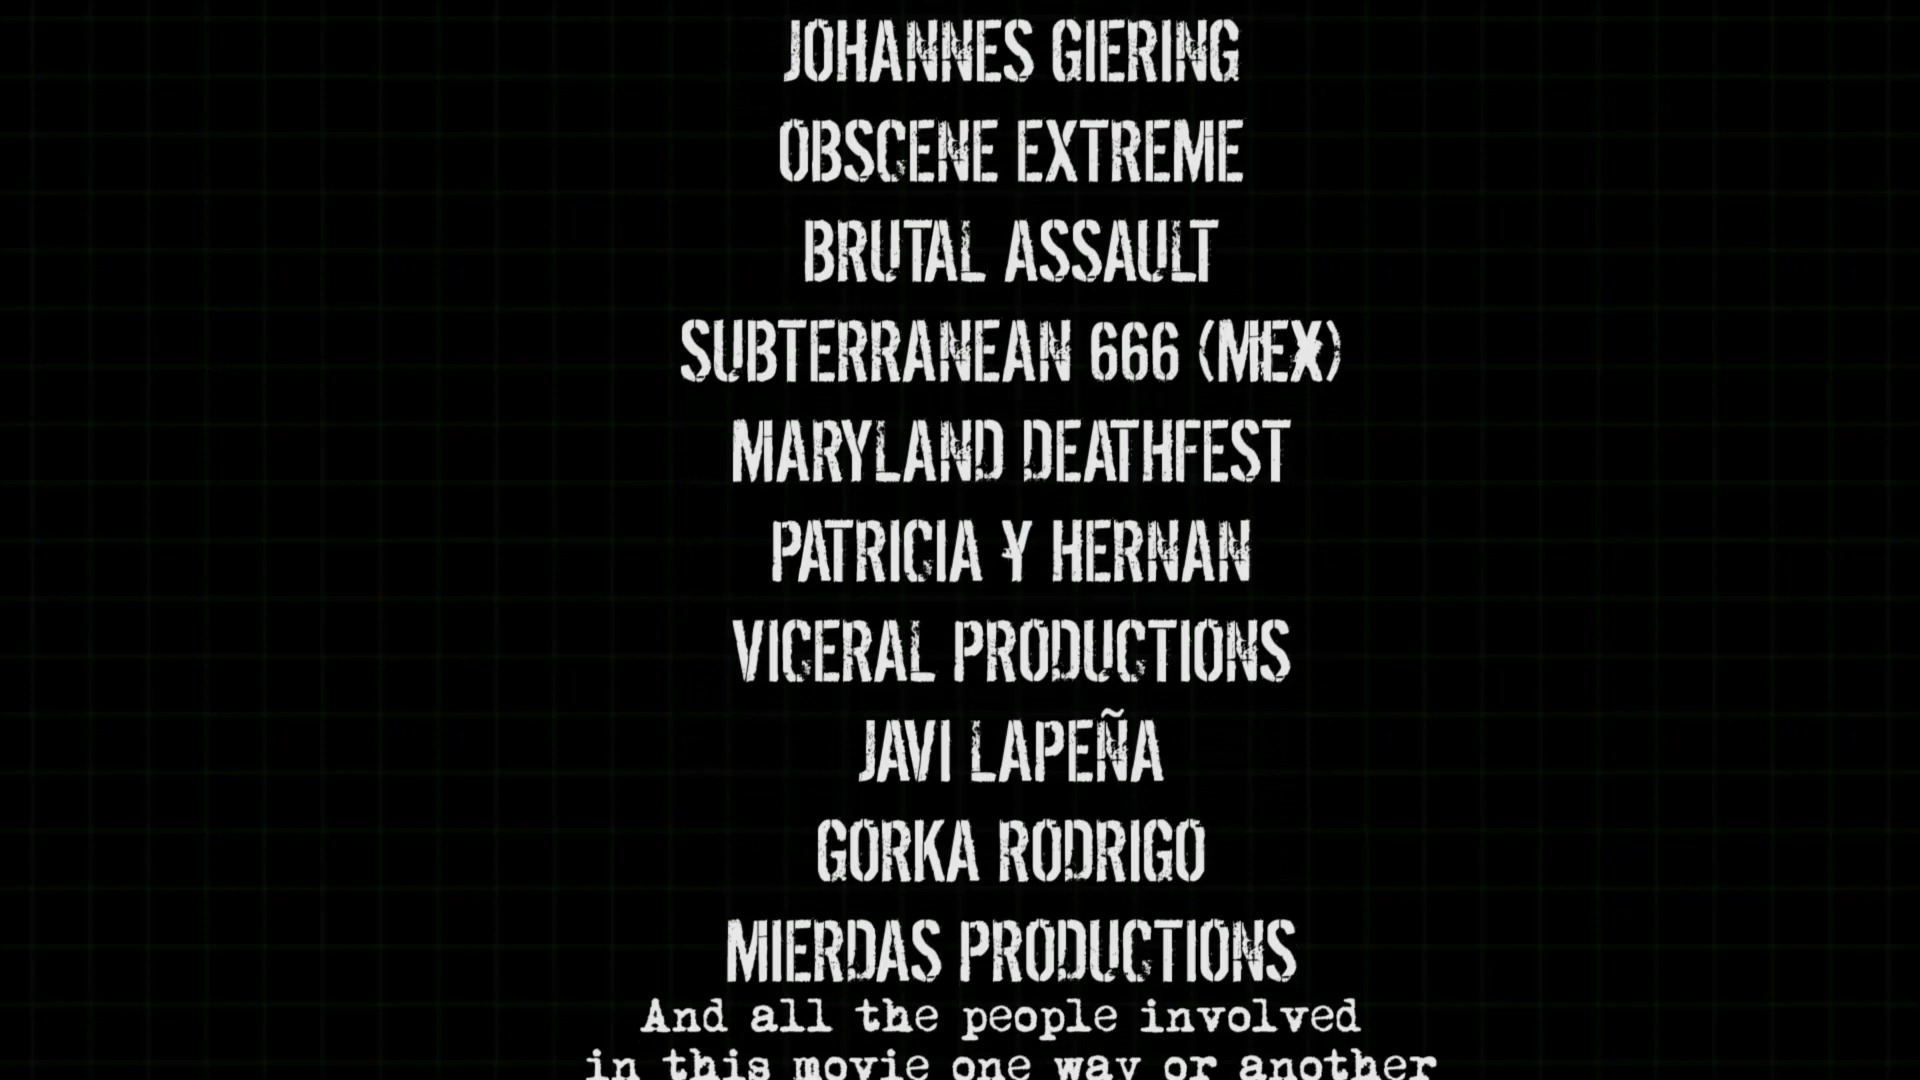 JOHANNES GIERING
OBSCENE EXTREME
BRUTAL ASSAULT
SUBTERRANEAN 666 (MEX)
MARYLAND DEATHFEST
PATRICIA Y HERNAN
VICERAL PRODUCTIONS
JAVI LAPEÑA
GORKA RODRIGO
MIERDAS PRODUCTIONS
And all the people involved
in this movie one way or another